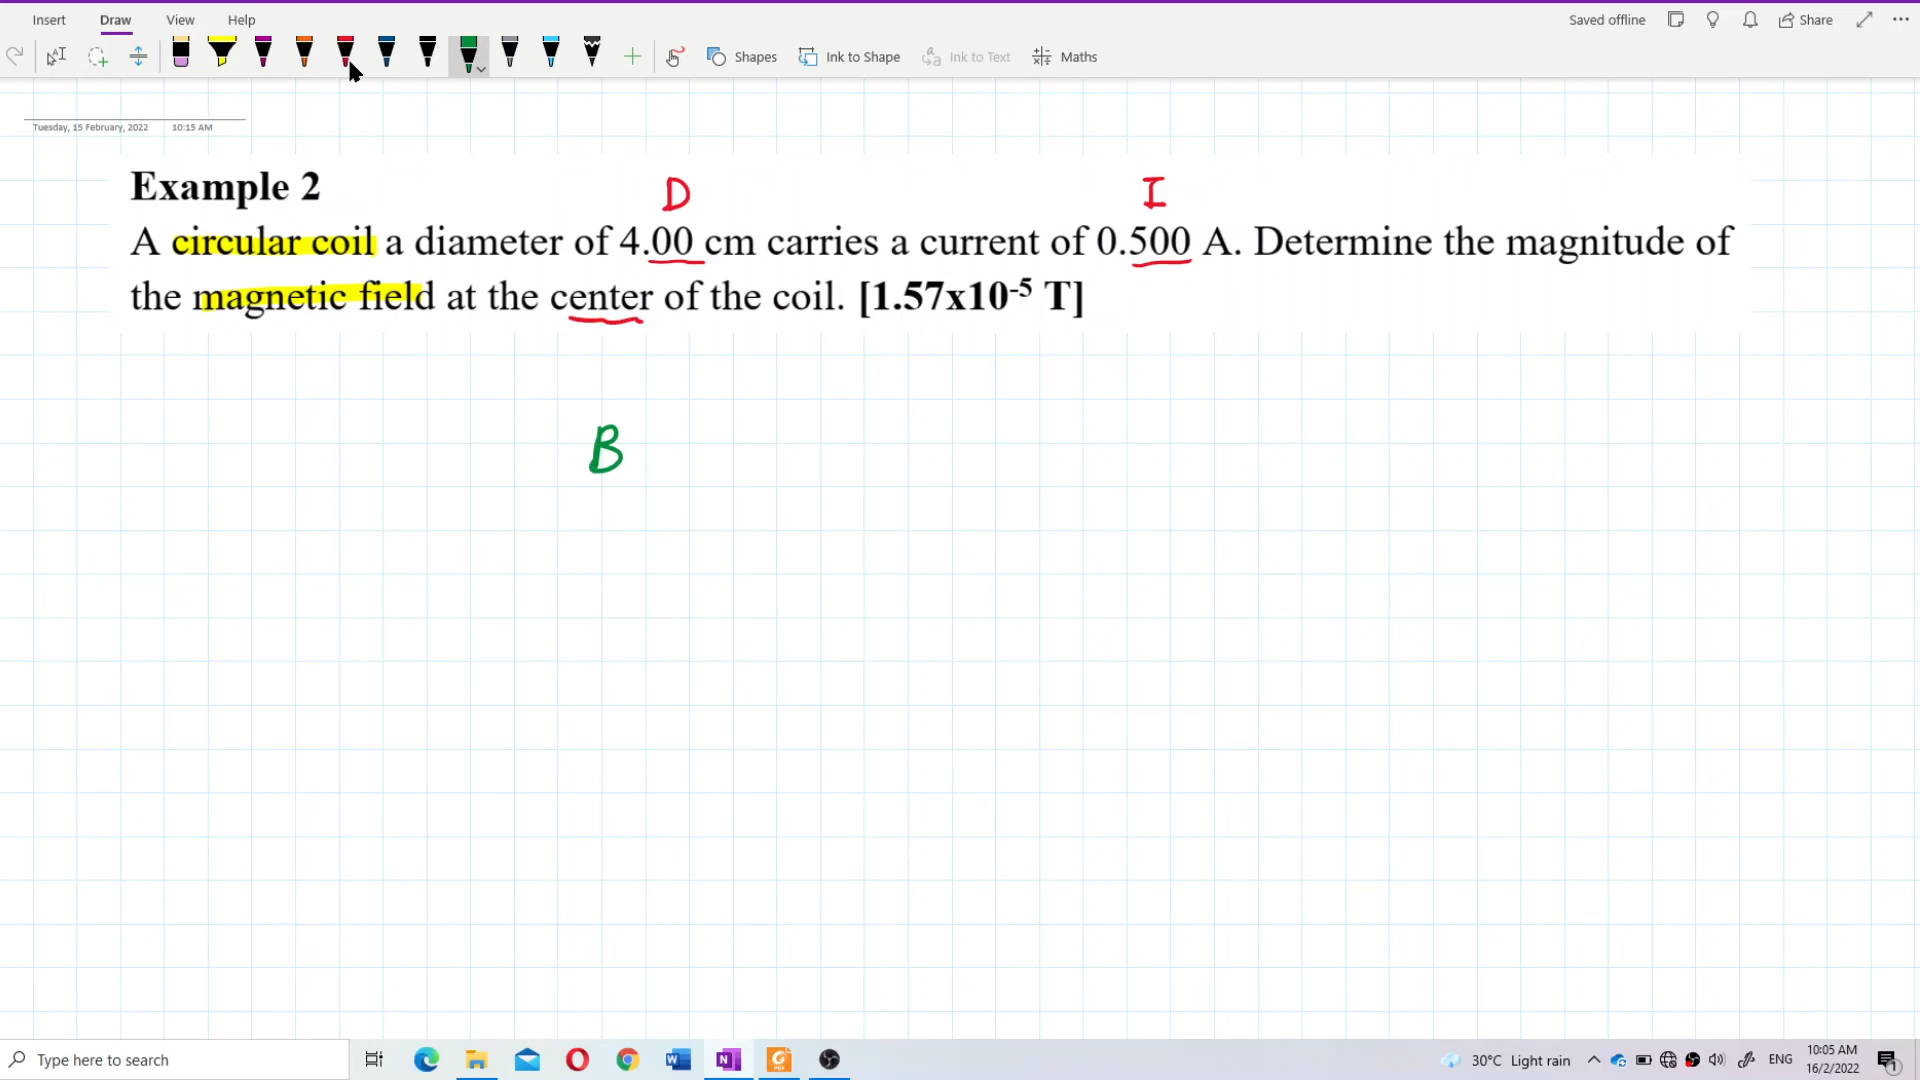 Insert Draw View Help Saved offline Share
Shapes Ink to Shape Ink to Text Maths
Tuesday, 15 February, 2022 10:15 AM
Example 2
D I
A circular coil a diameter of 4.00 cm carries a current of 0.500 A. Determine the magnitude of
the magnetic field at the center of the coil. [1.57x10⁻⁵ T]
B
Type here to search 30°C Light rain ENG 10:05 AM
16/2/2022